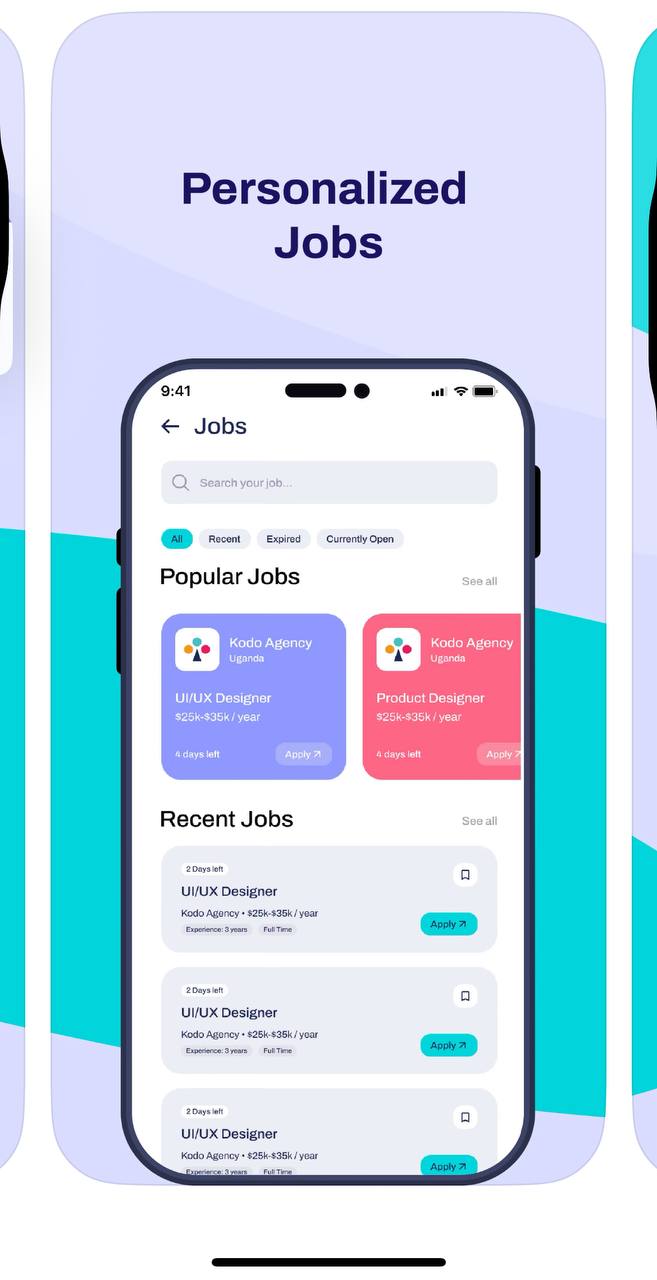 Personalized
Jobs
9:41
Jobs
Search your job...
All
Recent
Expired
Currently Open
Popular Jobs
See all
Kodo Agency
Uganda
UI/UX Designer
$25k-$35k / year
4 days left
Apply
Kodo Agency
Uganda
Product Designer
$25k-$35k / year
4 days left
Apply
Recent Jobs
See all
2 Days left
UI/UX Designer
Kodo Agency • $25k-$35k / year
Experience: 3 years
Full Time
Apply
2 Days left
UI/UX Designer
Kodo Agency • $25k-$35k / year
Experience: 3 years
Full Time
Apply
2 Days left
UI/UX Designer
Kodo Agency • $25k-$35k / year
Experience: 3 years
Full Time
Apply